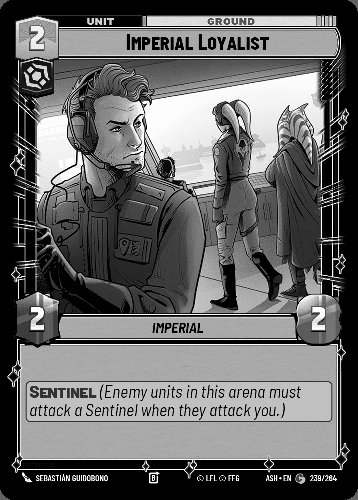 UNIT GROUND
2 IMPERIAL LOYALIST
2 2
IMPERIAL
SENTINEL (Enemy units in this arena must
attack a Sentinel when they attack you.)
SEBASTIÁN GUIDOBONO © LFL © FFG ASH • EN 239/264